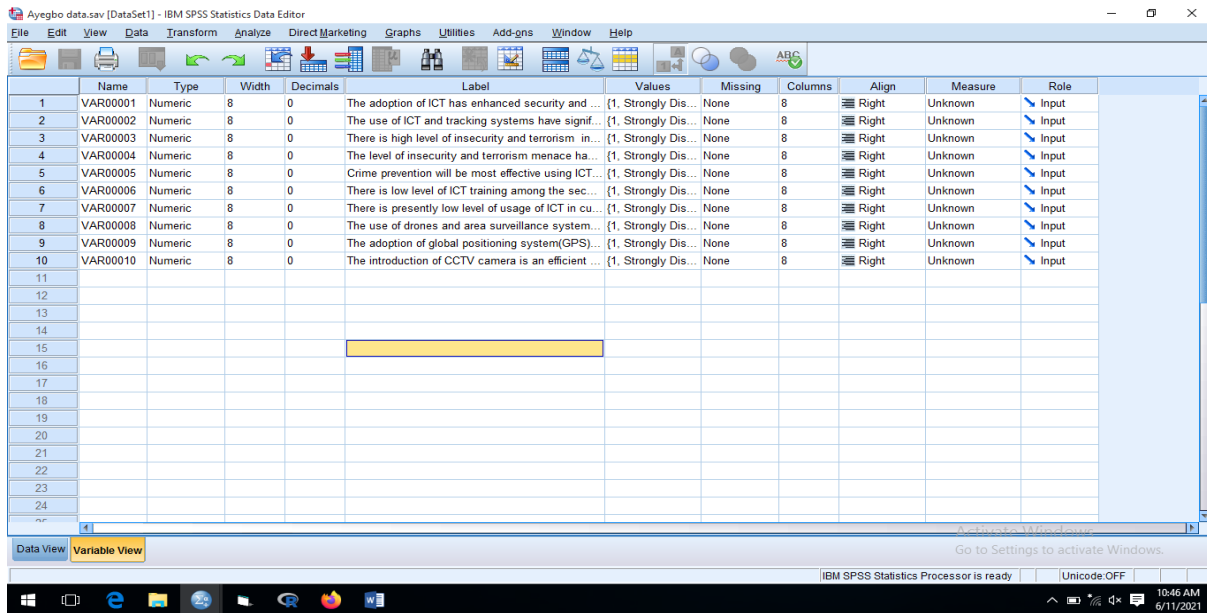 Ayegbo data.sav [DataSet1] - IBM SPSS Statistics Data Editor
File Edit View Data Transform Analyze Direct Marketing Graphs Utilities Add-ons Window Help
Name Type Width Decimals Label Values Missing Columns Align Measure Role
1 VAR00001 Numeric 8 0 The adoption of ICT has enhanced security and ... {1, Strongly Dis... None 8 Right Unknown Input
2 VAR00002 Numeric 8 0 The use of ICT and tracking systems have signif... {1, Strongly Dis... None 8 Right Unknown Input
3 VAR00003 Numeric 8 0 There is high level of insecurity and terrorism in... {1, Strongly Dis... None 8 Right Unknown Input
4 VAR00004 Numeric 8 0 The level of insecurity and terrorism menace ha... {1, Strongly Dis... None 8 Right Unknown Input
5 VAR00005 Numeric 8 0 Crime prevention will be most effective using ICT... {1, Strongly Dis... None 8 Right Unknown Input
6 VAR00006 Numeric 8 0 There is low level of ICT training among the sec... {1, Strongly Dis... None 8 Right Unknown Input
7 VAR00007 Numeric 8 0 There is presently low level of usage of ICT in cu... {1, Strongly Dis... None 8 Right Unknown Input
8 VAR00008 Numeric 8 0 The use of drones and area surveillance system... {1, Strongly Dis... None 8 Right Unknown Input
9 VAR00009 Numeric 8 0 The adoption of global positioning system(GPS)... {1, Strongly Dis... None 8 Right Unknown Input
10 VAR00010 Numeric 8 0 The introduction of CCTV camera is an efficient ... {1, Strongly Dis... None 8 Right Unknown Input
11
12
13
14
15
16
17
18
19
20
21
22
23
24
Activate Windows
Data View Variable View Go to Settings to activate Windows.
IBM SPSS Statistics Processor is ready Unicode:OFF
10:46 AM
6/11/2021